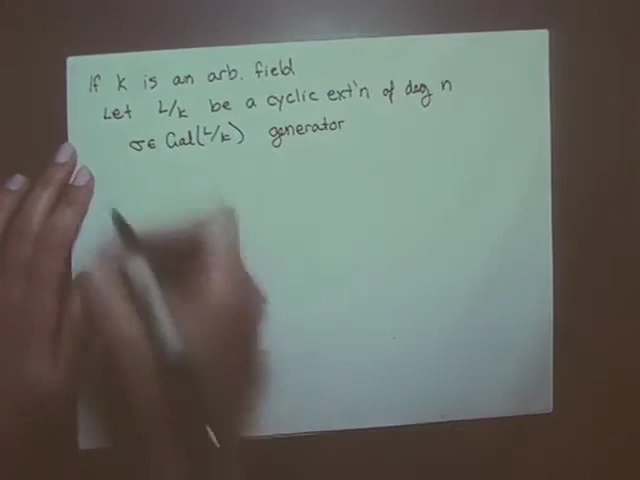 If k is an arb. field
Let L/k be a cyclic ext'n of deg n
σ∈ Gal(L/k) generator